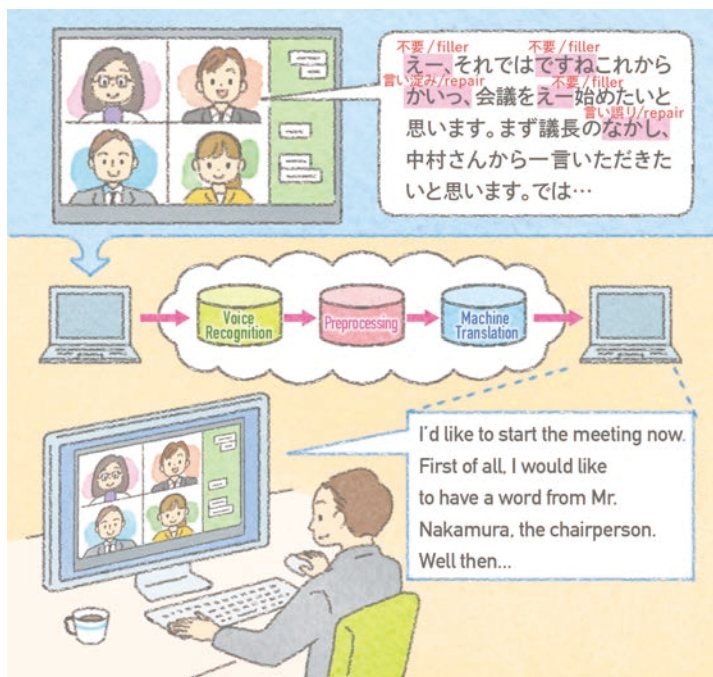 不要/filler 不要/filler
えー、それではですねこれから
言い淀み/repair 不要/filler
かいっ、会議をえー始めたいと
言い誤り/repair
思います。まず議長のなかし、
中村さんから一言いただきた
いと思います。では…
Voice
Recognition
Preprocessing
Machine
Translation
I'd like to start the meeting now.
First of all, I would like
to have a word from Mr.
Nakamura, the chairperson.
Well then...